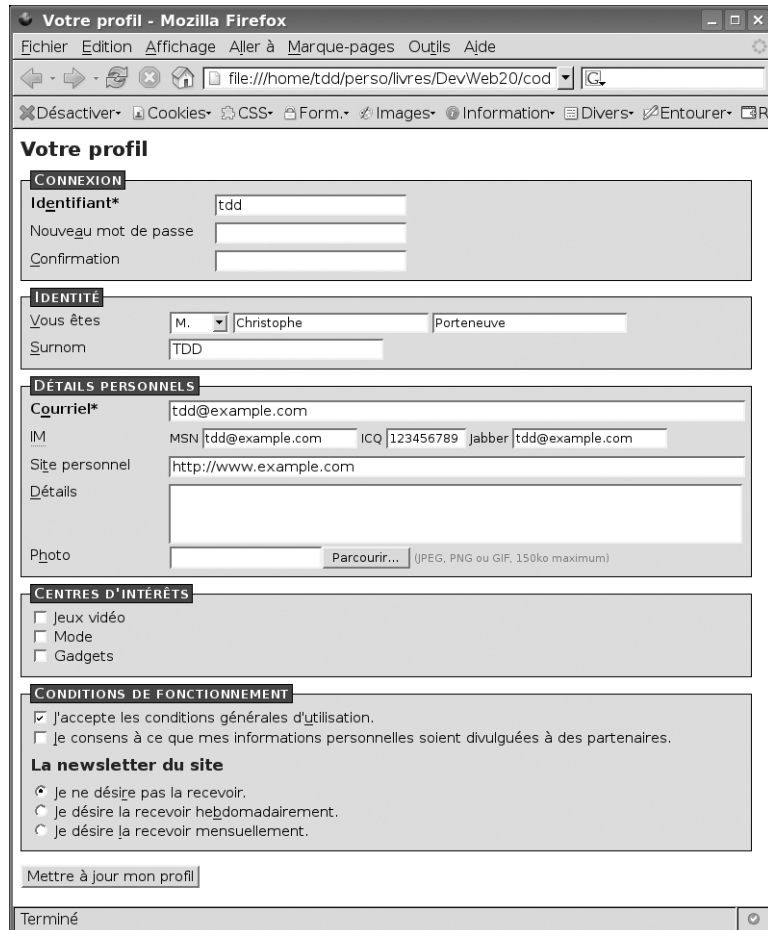 Votre profil - Mozilla Firefox
Fichier Edition Affichage Aller à Marque-pages Outils Aide
file:///home/tdd/perso/livres/DevWeb20/cod G
Désactiver Cookies CSS Form. Images Information Divers Entourer R
Votre profil
CONNEXION
Identifiant* tdd
Nouveau mot de passe
Confirmation
IDENTITÉ
Vous êtes M. Christophe Porteneuve
Surnom TDD
DÉTAILS PERSONNELS
Courriel* tdd@example.com
IM MSN tdd@example.com ICQ 123456789 Jabber tdd@example.com
Site personnel http://www.example.com
Détails
Photo Parcourir... (JPEG, PNG ou GIF, 150ko maximum)
CENTRES D'INTÉRÊTS
Jeux vidéo
Mode
Gadgets
CONDITIONS DE FONCTIONNEMENT
J'accepte les conditions générales d'utilisation.
Je consens à ce que mes informations personnelles soient divulguées à des partenaires.
La newsletter du site
Je ne désire pas la recevoir.
Je désire la recevoir hebdomadairement.
Je désire la recevoir mensuellement.
Mettre à jour mon profil
Terminé